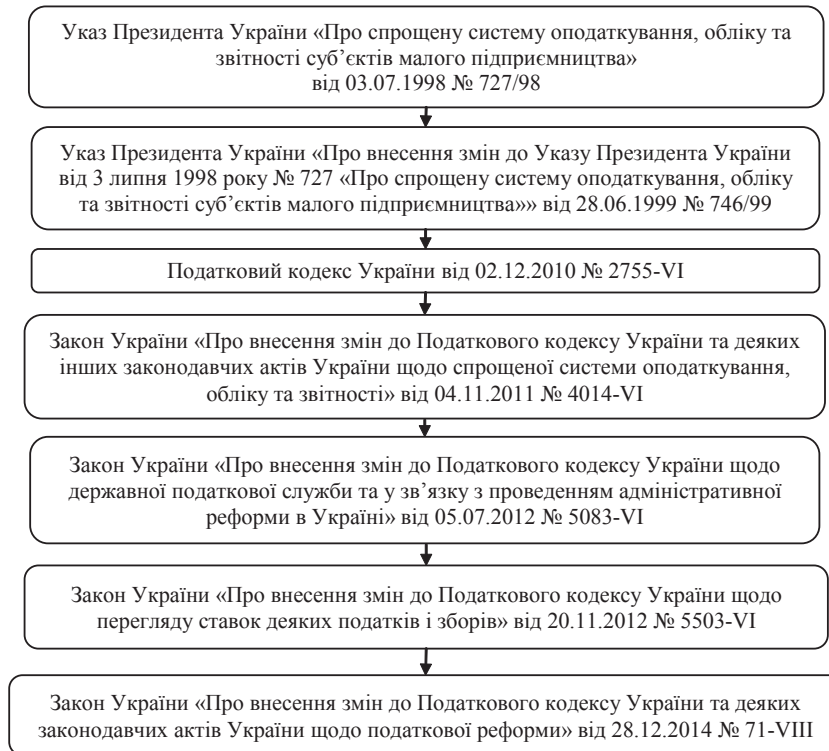 Указ Президента України «Про спрощену систему оподаткування, обліку та
звітності суб’єктів малого підприємництва»
від 03.07.1998 № 727/98
Указ Президента України «Про внесення змін до Указу Президента України
від 3 липня 1998 року № 727 «Про спрощену систему оподаткування, обліку
та звітності суб’єктів малого підприємництва»» від 28.06.1999 № 746/99
Податковий кодекс України від 02.12.2010 № 2755-VI
Закон України «Про внесення змін до Податкового кодексу України та деяких
інших законодавчих актів України щодо спрощеної системи оподаткування,
обліку та звітності» від 04.11.2011 № 4014-VI
Закон України «Про внесення змін до Податкового кодексу України щодо
державної податкової служби та у зв’язку з проведенням адміністративної
реформи в Україні» від 05.07.2012 № 5083-VI
Закон України «Про внесення змін до Податкового кодексу України щодо
перегляду ставок деяких податків і зборів» від 20.11.2012 № 5503-VI
Закон України «Про внесення змін до Податкового кодексу України та деяких
законодавчих актів України щодо податкової реформи» від 28.12.2014 № 71-VIII